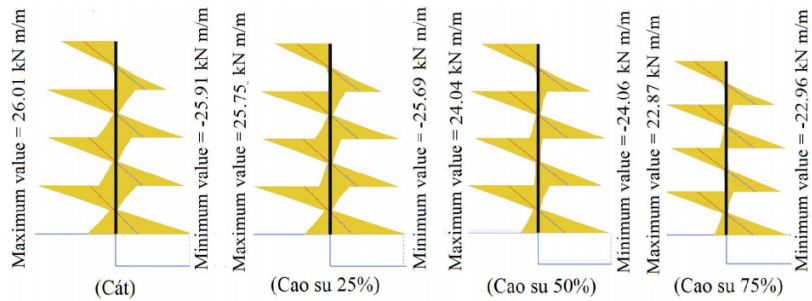 Maximum value = 26.01 kN m/m
Minimum value = -25.91 kN m/m
(Cát)
Maximum value = 25.75 kN m/m
Minimum value = -25.69 kN m/m
(Cao su 25%)
Maximum value = 24.04 kN m/m
Minimum value = -24.06 kN m/m
(Cao su 50%)
Maximum value = 22.87 kN m/m
Minimum value = -22.96 kN m/m
(Cao su 75%)